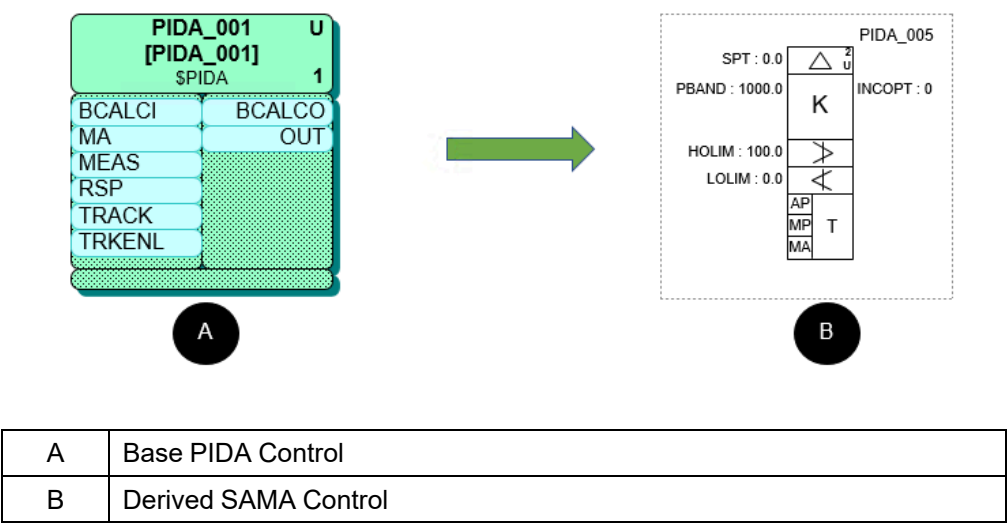 PIDA_001 U
[PIDA_001]
$PIDA 1
BCALCI BCALCO
MA OUT
MEAS
RSP
TRACK
TRKENL
A
PIDA_005
SPT : 0.0 2
U
PBAND : 1000.0 INCOPT : 0
K
HOLIM : 100.0
LOLIM : 0.0
AP
MP T
MA
B
A Base PIDA Control
B Derived SAMA Control